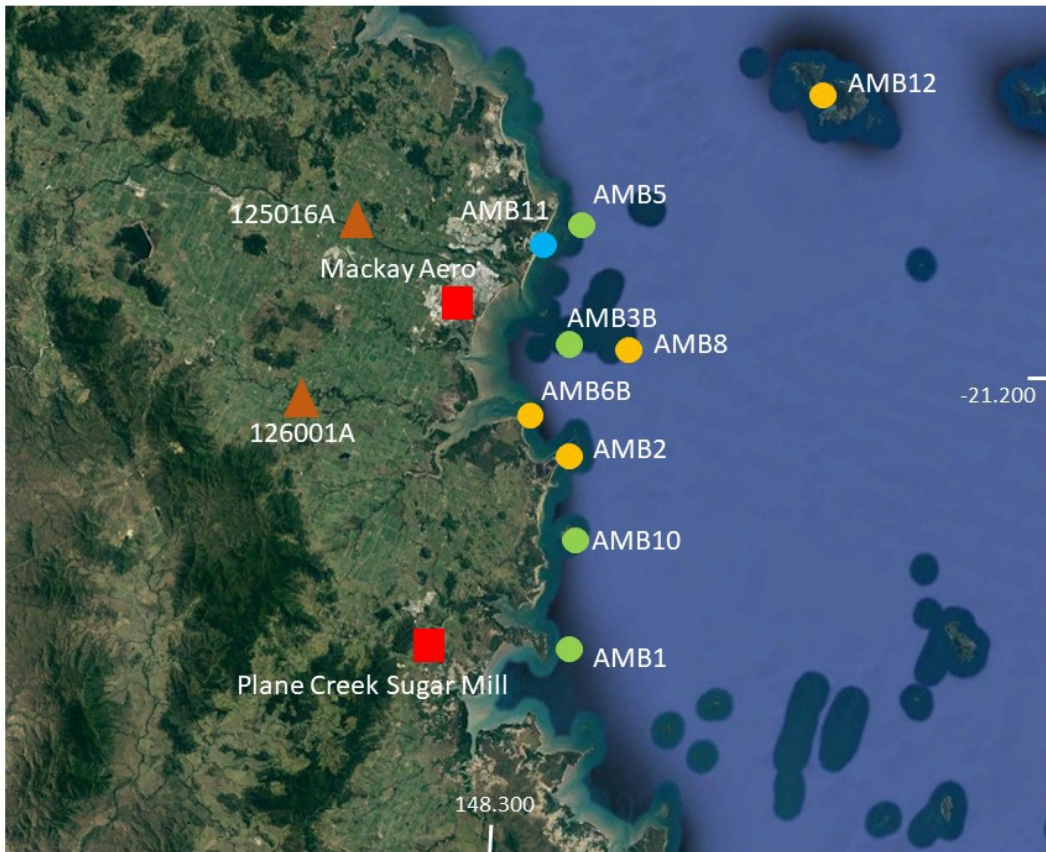 AMB12
AMB5
125016A
AMB11
Mackay Aero
AMB3B
AMB8
-21.200
AMB6B
126001A
AMB2
AMB10
AMB1
Plane Creek Sugar Mill
148.300